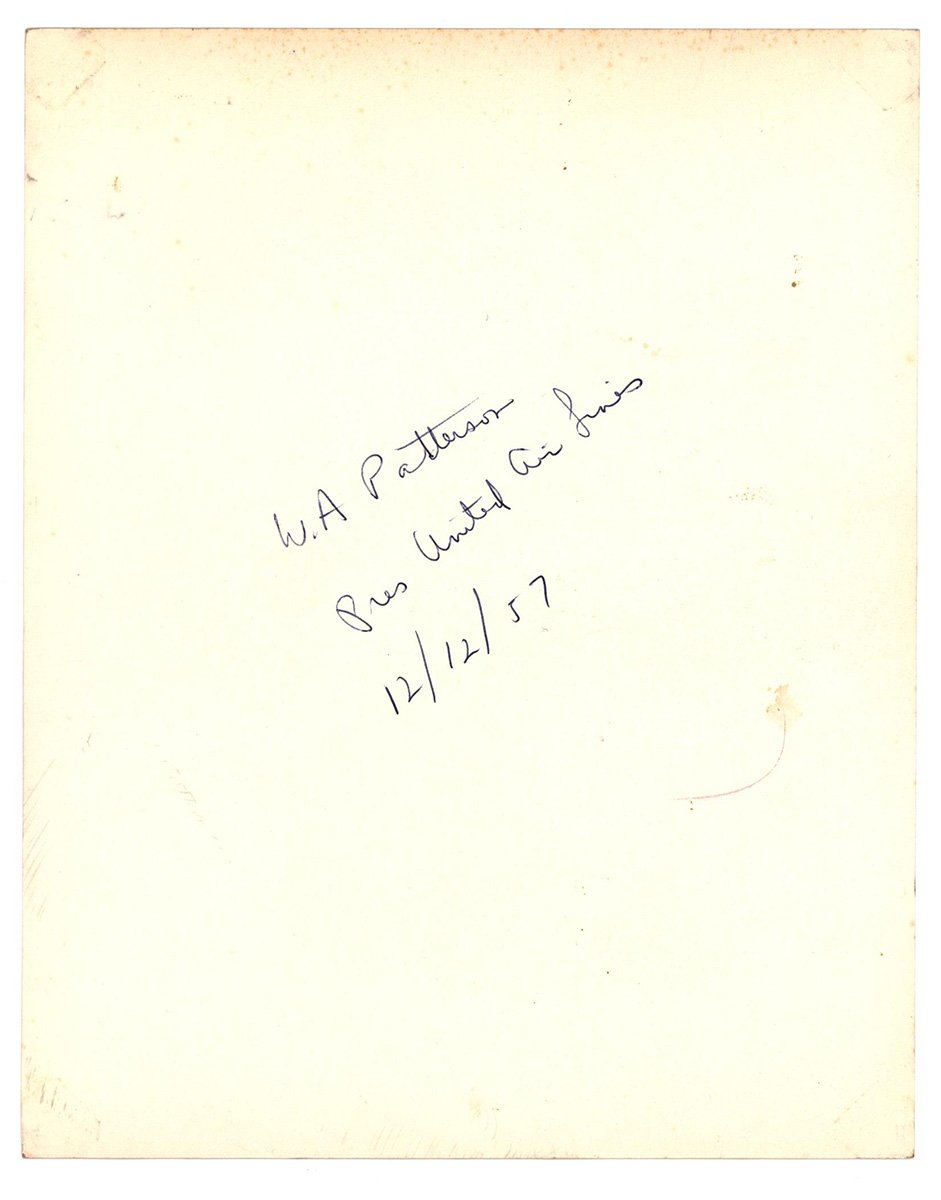 W.A Patterson
Pres United Air Lines
12/12/57